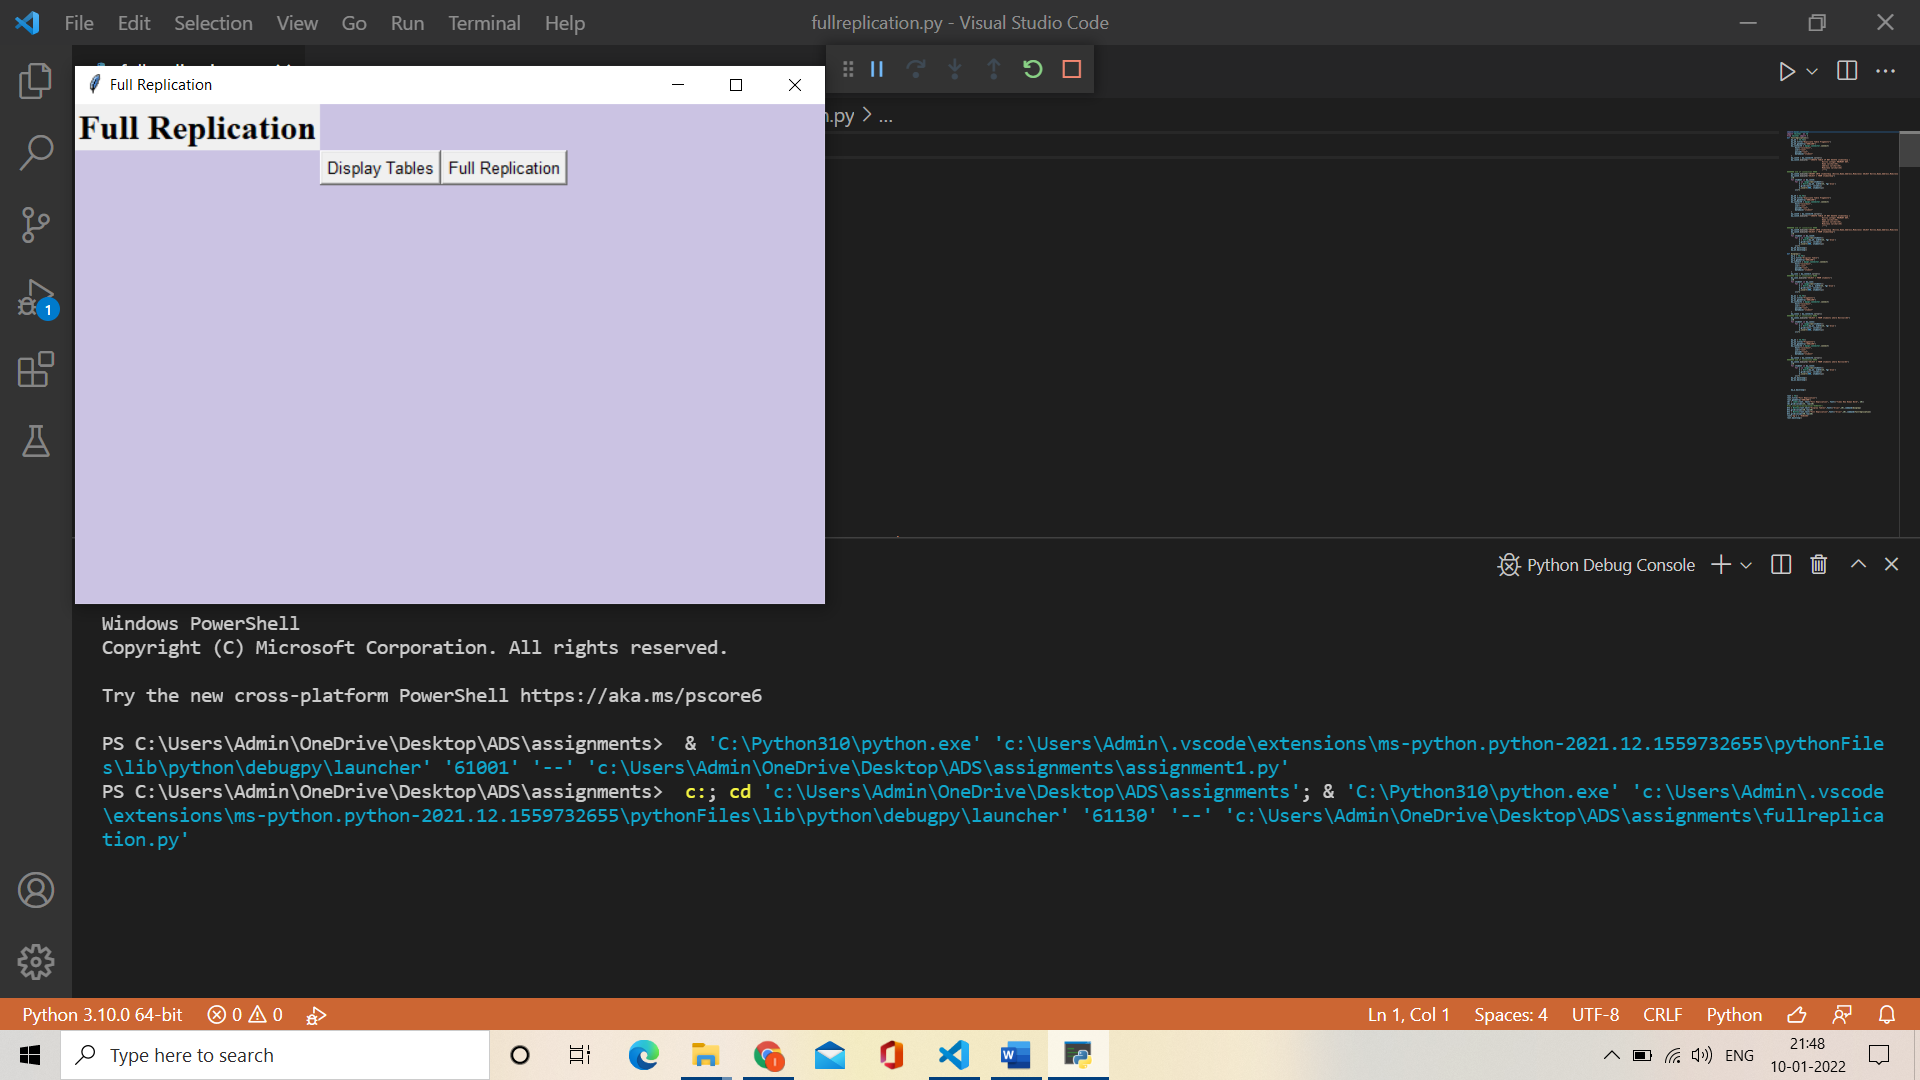 File Edit Selection View Go Run Terminal Help
fullreplication.py - Visual Studio Code
Full Replication
n.py > ...
Full Replication
Display Tables Full Replication
1
Python Debug Console
Windows PowerShell
Copyright (C) Microsoft Corporation. All rights reserved.
Try the new cross-platform PowerShell https://aka.ms/pscore6
PS C:\Users\Admin\OneDrive\Desktop\ADS\assignments>  & 'C:\Python310\python.exe' 'c:\Users\Admin\.vscode\extensions\ms-python.python-2021.12.1559732655\pythonFile
s\lib\python\debugpy\launcher' '61001' '--' 'c:\Users\Admin\OneDrive\Desktop\ADS\assignments\assignment1.py'
PS C:\Users\Admin\OneDrive\Desktop\ADS\assignments>  c:; cd 'c:\Users\Admin\OneDrive\Desktop\ADS\assignments'; & 'C:\Python310\python.exe' 'c:\Users\Admin\.vscode
\extensions\ms-python.python-2021.12.1559732655\pythonFiles\lib\python\debugpy\launcher' '61130' '--' 'c:\Users\Admin\OneDrive\Desktop\ADS\assignments\fullreplica
tion.py'
Python 3.10.0 64-bit 0 0
Ln 1, Col 1 Spaces: 4 UTF-8 CRLF Python
Type here to search
ENG
21:48
10-01-2022